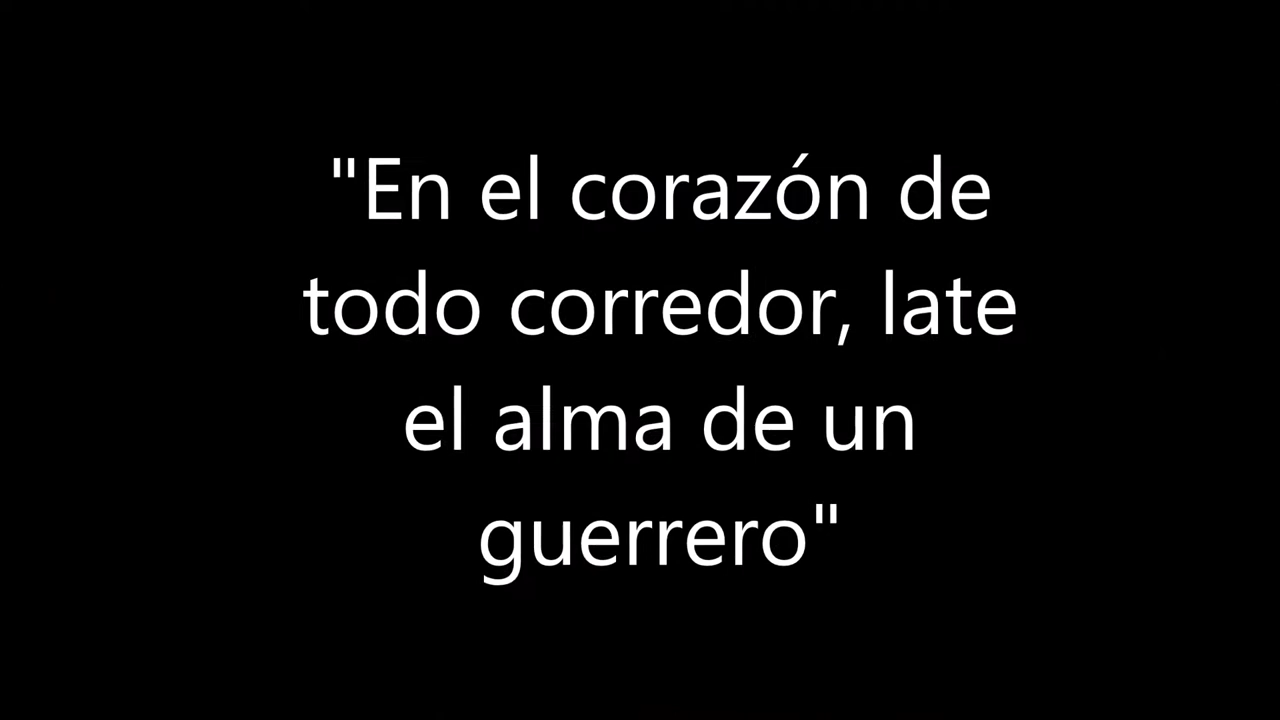 "En el corazón de
todo corredor, late
el alma de un
guerrero"